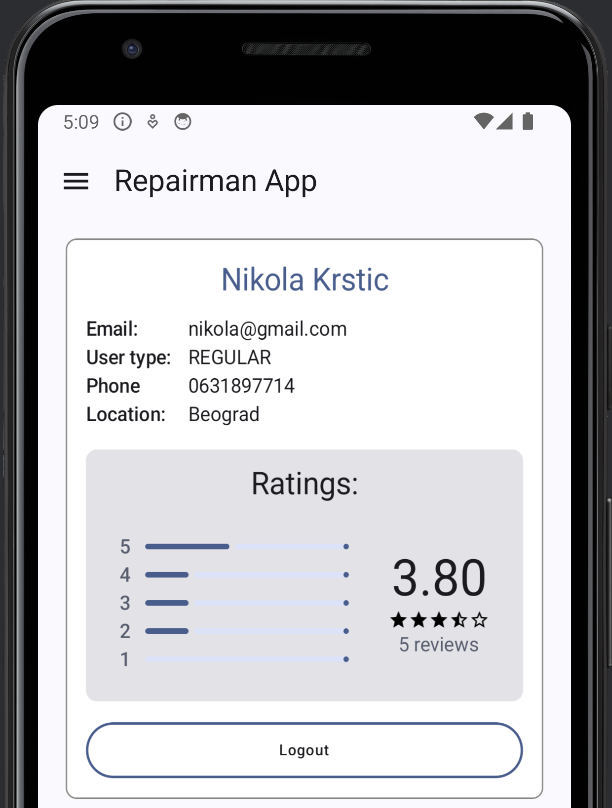 5:09
Repairman App
Nikola Krstic
Email: nikola@gmail.com
User type: REGULAR
Phone 0631897714
Location: Beograd
Ratings:
5
4
3
2
1
3.80
5 reviews
Logout